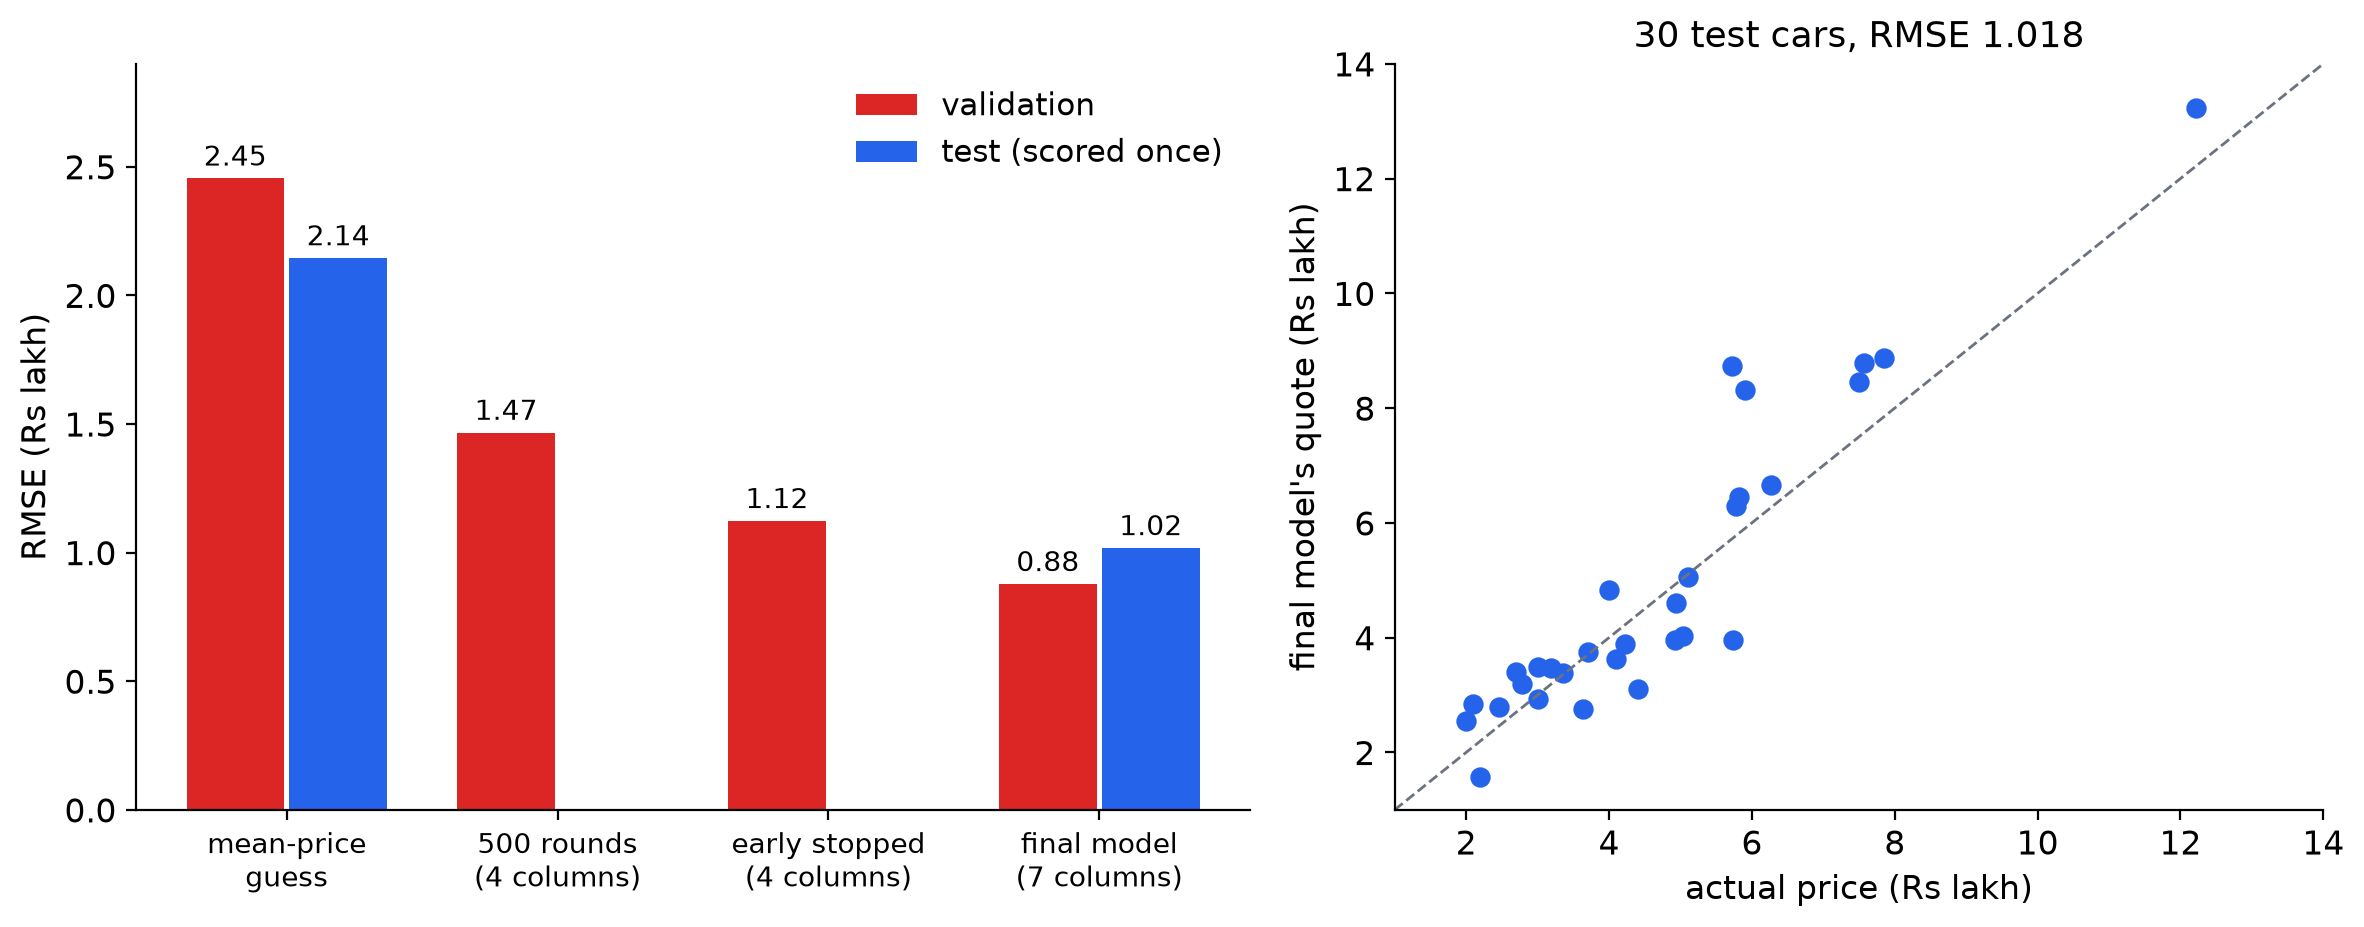 validation
test (scored once)
RMSE (Rs lakh)
2.5
2.0
1.5
1.0
0.5
0.0
2.45
2.14
1.47
1.12
0.88
1.02
mean-price
guess
500 rounds
(4 columns)
early stopped
(4 columns)
final model
(7 columns)
30 test cars, RMSE 1.018
final model's quote (Rs lakh)
14
12
10
8
6
4
2
2
4
6
8
10
12
14
actual price (Rs lakh)